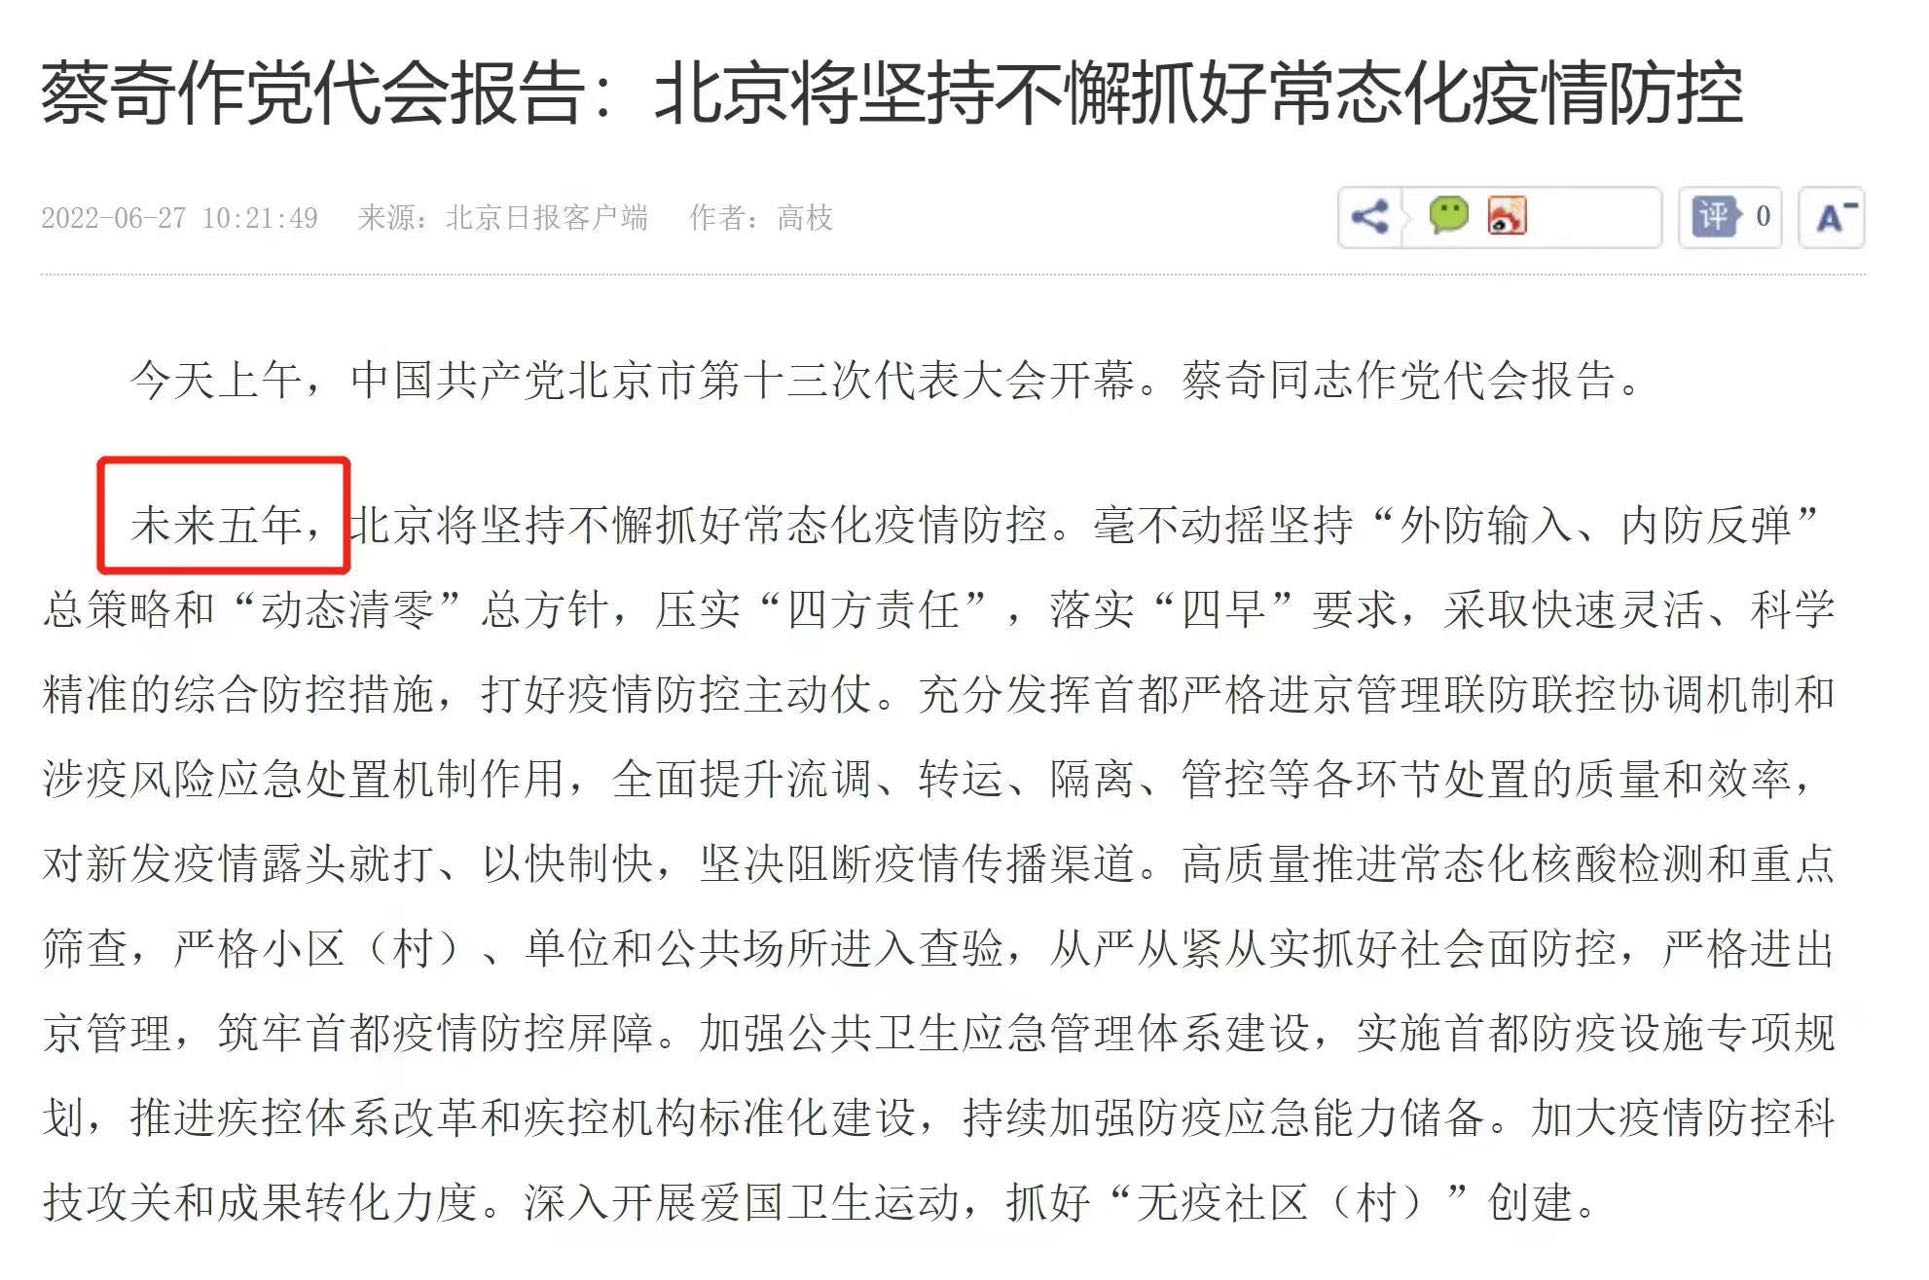 蔡奇作党代会报告：北京将坚持不懈抓好常态化疫情防控
2022-06-27 10:21:49 来源：北京日报客户端 作者：高枝
评 0
A-
今天上午，中国共产党北京市第十三次代表大会开幕。蔡奇同志作党代会报告。
未来五年，北京将坚持不懈抓好常态化疫情防控。毫不动摇坚持“外防输入、内防反弹”
总策略和“动态清零”总方针，压实“四方责任”，落实“四早”要求，采取快速灵活、科学
精准的综合防控措施，打好疫情防控主动仗。充分发挥首都严格进京管理联防联控协调机制和
涉疫风险应急处置机制作用，全面提升流调、转运、隔离、管控等各环节处置的质量和效率，
对新发疫情露头就打、以快制快，坚决阻断疫情传播渠道。高质量推进常态化核酸检测和重点
筛查，严格小区（村）、单位和公共场所进入查验，从严从紧从实抓好社会面防控，严格进出
京管理，筑牢首都疫情防控屏障。加强公共卫生应急管理体系建设，实施首都防疫设施专项规
划，推进疾控体系改革和疾控机构标准化建设，持续加强防疫应急能力储备。加大疫情防控科
技攻关和成果转化力度。深入开展爱国卫生运动，抓好“无疫社区（村）”创建。